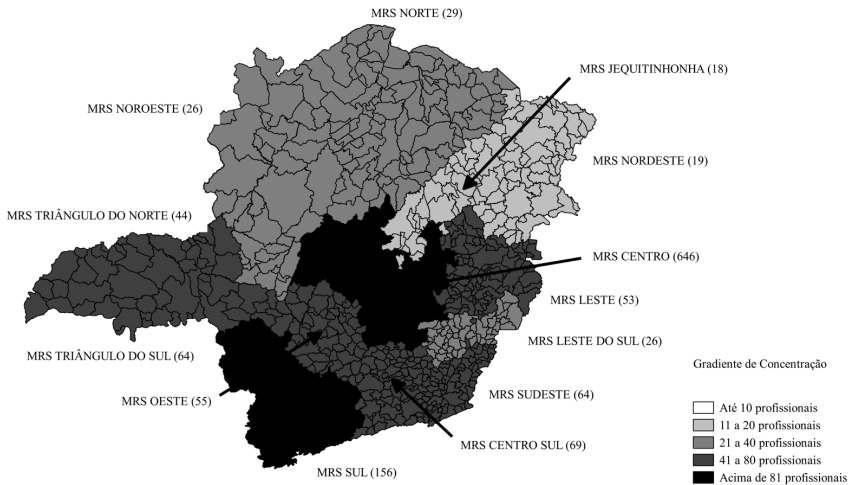 MRS NORTE (29)
MRS JEQUITINHONHA (18)
MRS NOROESTE (26)
MRS NORDESTE (19)
MRS TRIÂNGULO DO NORTE (44)
MRS CENTRO (646)
MRS LESTE (53)
MRS LESTE DO SUL (26)
MRS TRIÂNGULO DO SUL (64)
MRS OESTE (55)
MRS SUDESTE (64)
MRS CENTRO SUL (69)
MRS SUL (156)
Gradiente de Concentração
Até 10 profissionais
11 a 20 profissionais
21 a 40 profissionais
41 a 80 profissionais
Acima de 81 profissionais